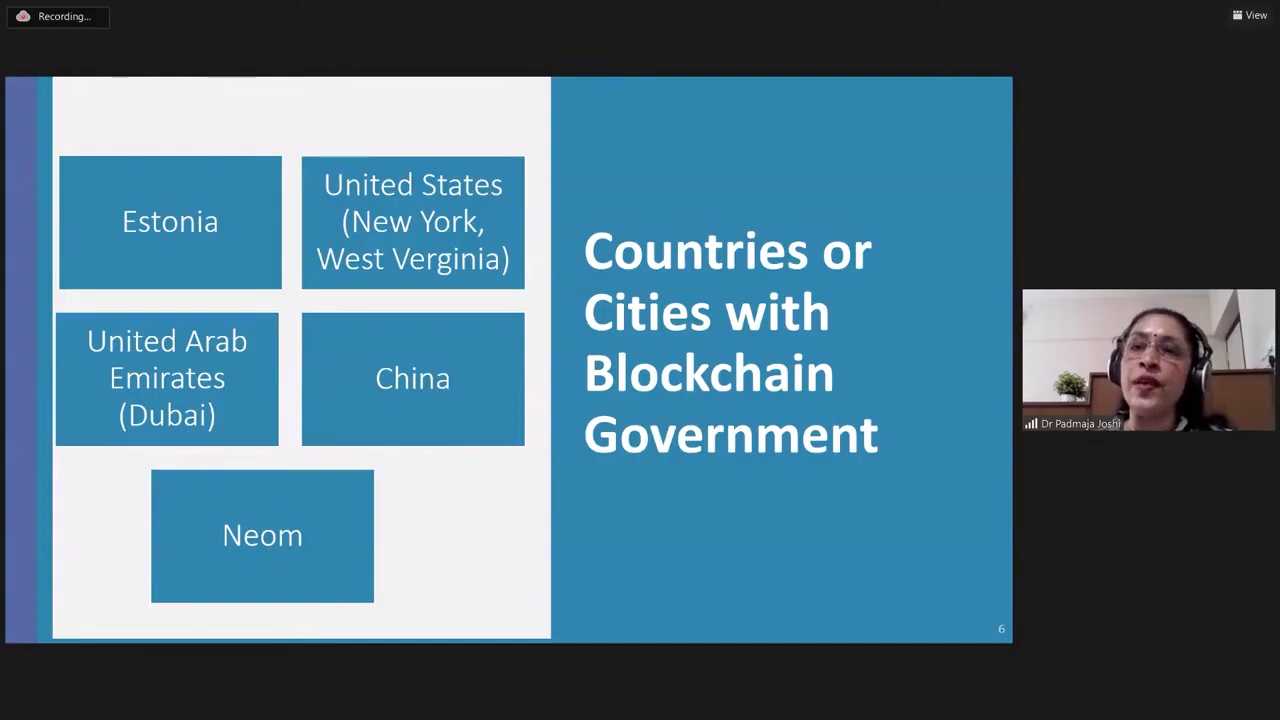 Recording...
View
Estonia
United States
(New York,
West Verginia)
United Arab
Emirates
(Dubai)
China
Neom
Countries or
Cities with
Blockchain
Government
6
Dr Padmaja Joshi